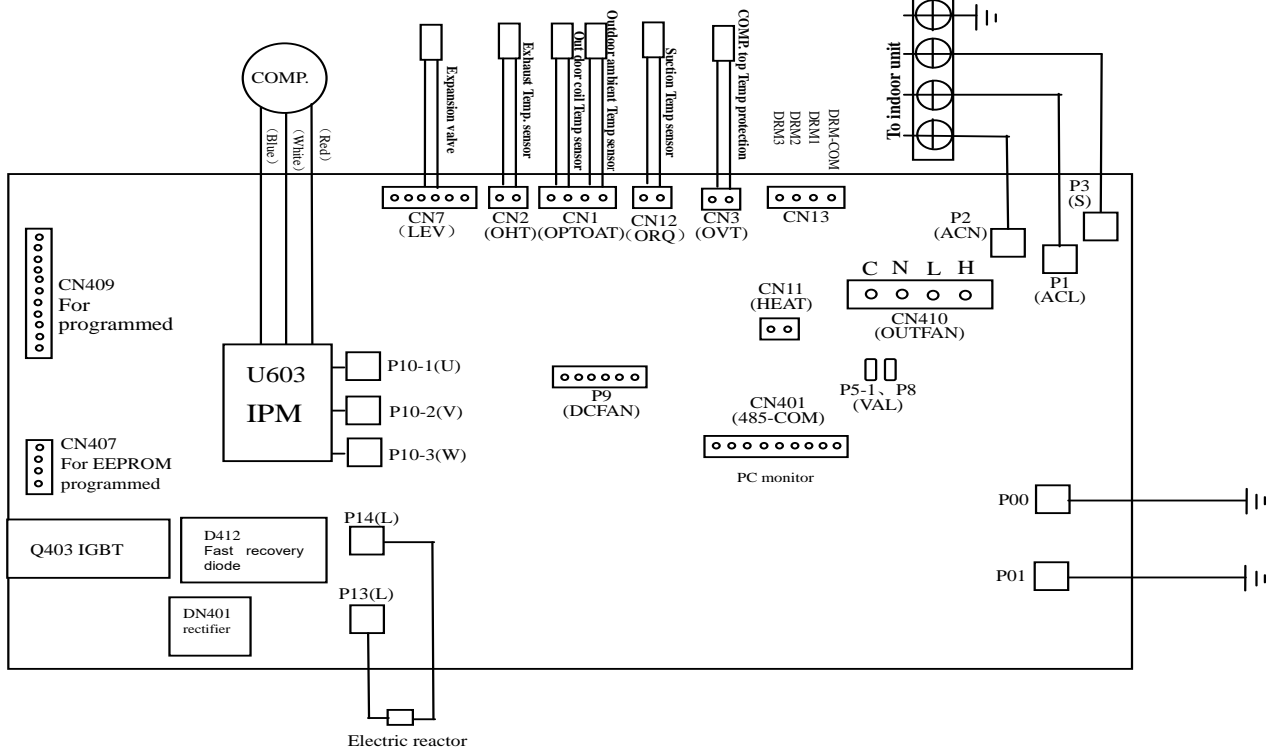 COMP.
(Blue)
(White)
(Red)
Expansion valve
Exhaust Temp. sensor
Out door coil Temp sensor
Outdoor ambient Temp sensor
Suction Temp sensor
COMP. top Temp protection
DRM3
DRM2
DRM1
DRM-COM
To indoor unit
CN7
(LEV)
CN2
(OHT)
CN1
(OPTOAT)
CN12
(ORQ)
CN3
(OVT)
CN13
P2
(ACN)
P3
(S)
P1
(ACL)
CN409
For
programmed
C N L H
CN410
(OUTFAN)
CN11
(HEAT)
U603
IPM
P10-1(U)
P10-2(V)
P10-3(W)
P9
(DCFAN)
P5-1、P8
(VAL)
CN401
(485-COM)
PC monitor
CN407
For EEPROM
programmed
P00
P01
Q403 IGBT
D412
Fast recovery
diode
P14(L)
P13(L)
DN401
rectifier
Electric reactor